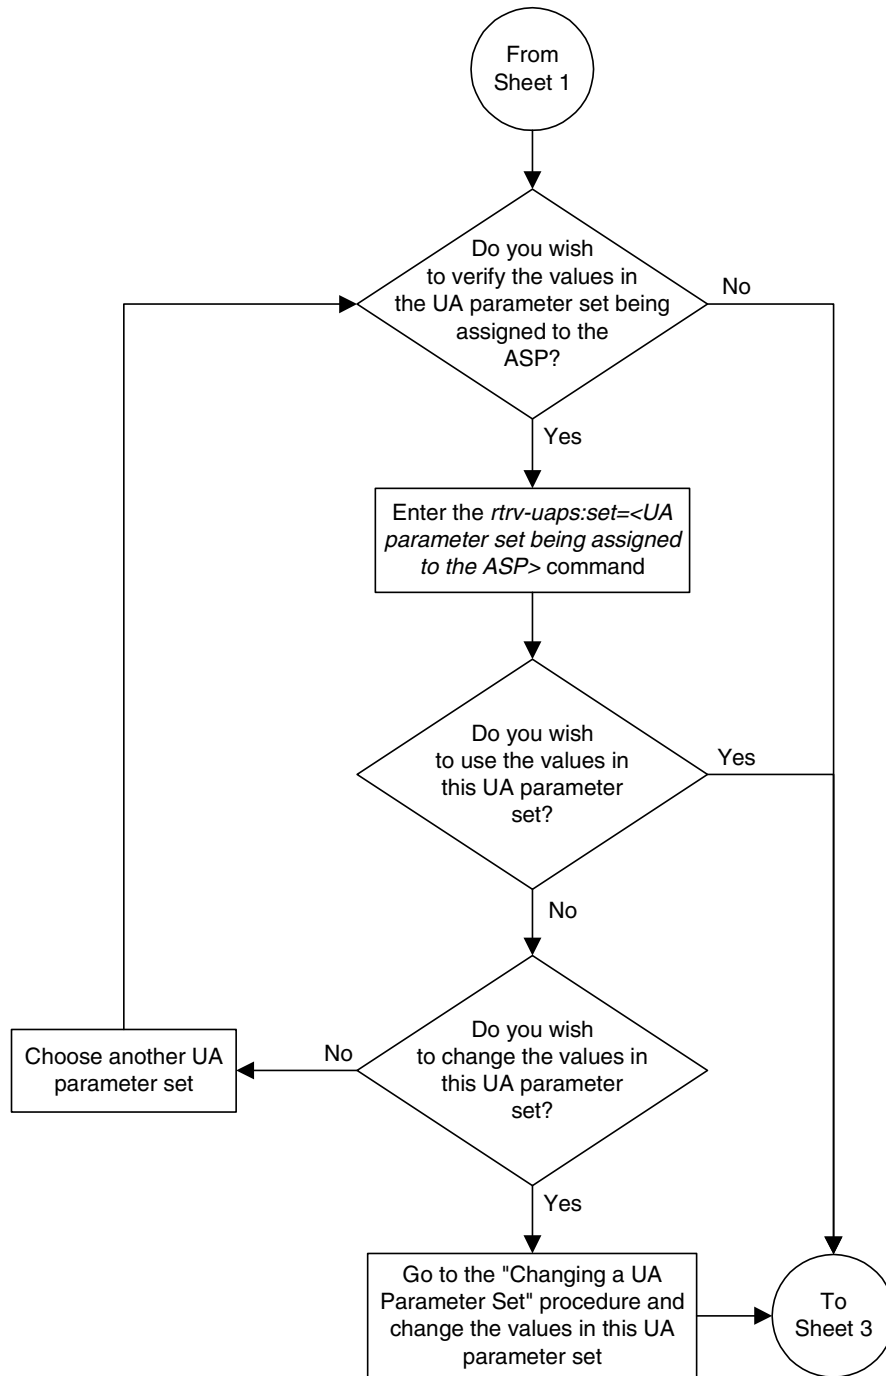 From
Sheet 1
Do you wish
to verify the values in
the UA parameter set being
assigned to the
ASP?
No
Yes
Enter the rtrv-uaps:set=<UA
parameter set being assigned
to the ASP> command
Do you wish
to use the values in
this UA parameter
set?
Yes
No
Do you wish
to change the values in
this UA parameter
set?
No
Choose another UA
parameter set
Yes
Go to the "Changing a UA
Parameter Set" procedure and
change the values in this UA
parameter set
To
Sheet 3